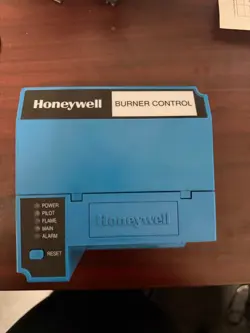 Honeywell
BURNER CONTROL
Honeywell
POWER
PILOT
FLAME
MAIN
ALARM
RESET